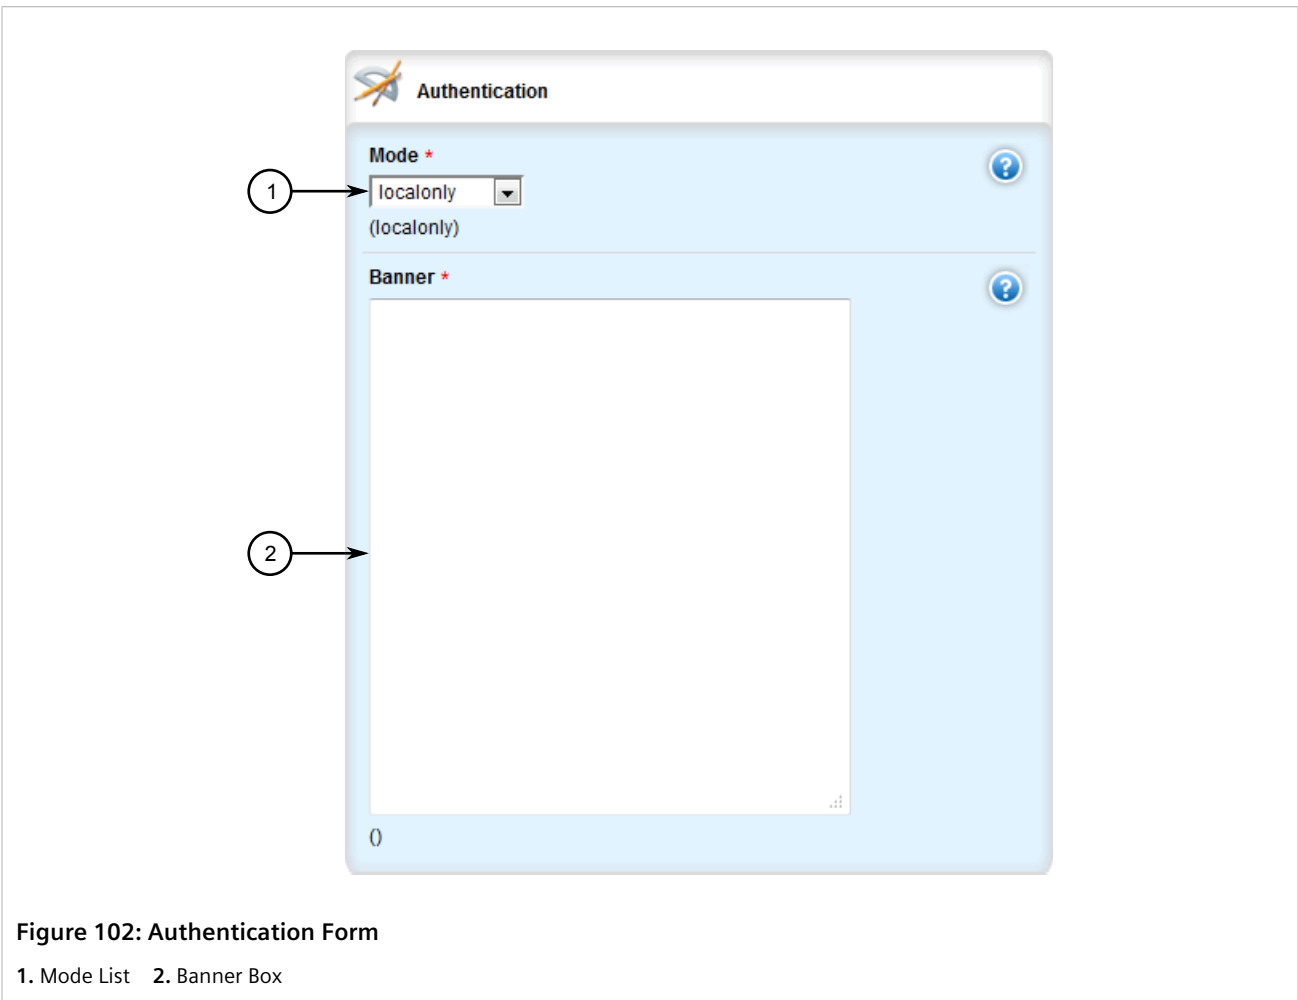 Authentication
Mode *
1
localonly
(localonly)
Banner *
2
()
Figure 102: Authentication Form
1. Mode List 2. Banner Box